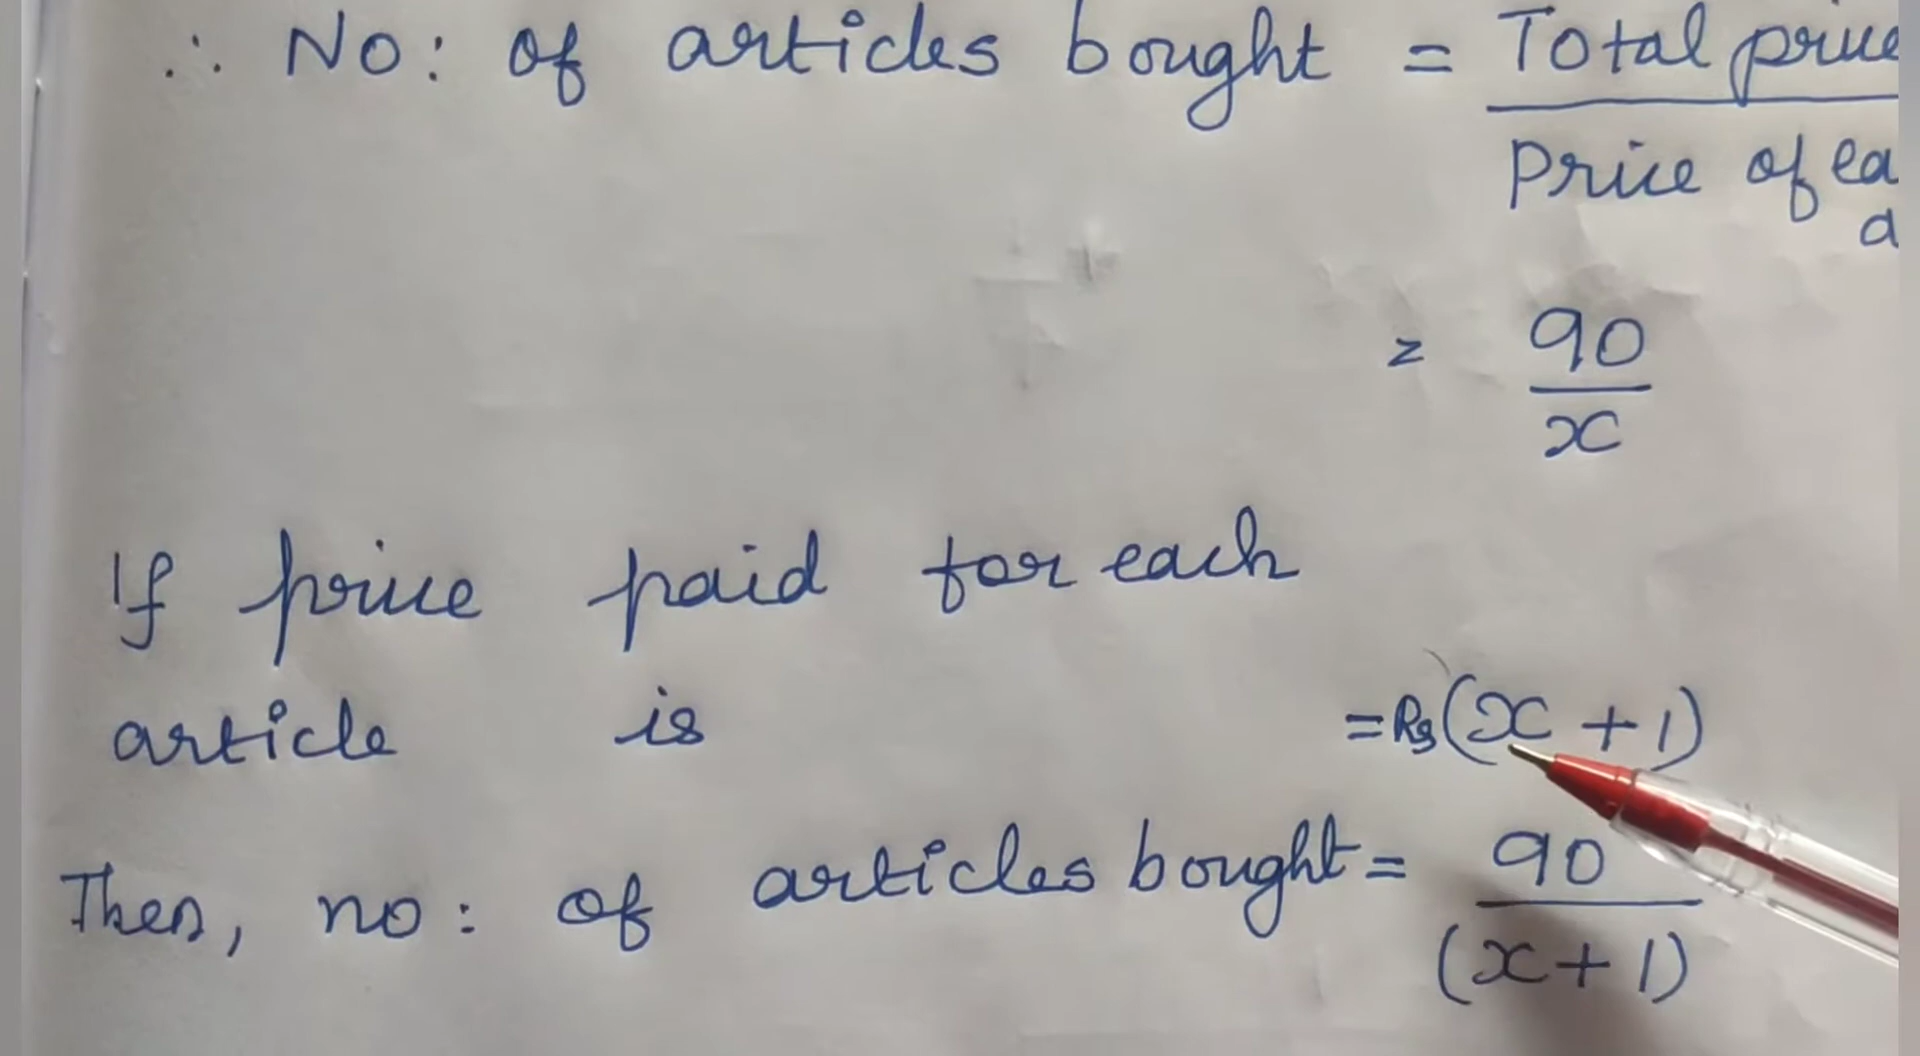 ∴ No: of articles bought = Total price
Price of ea
a
= 90
x
If price paid for each
article is = Rs (x + 1)
Then, no: of articles bought = 90
(x + 1)